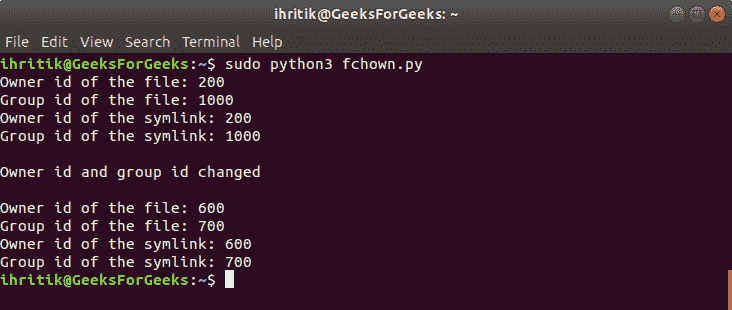 ihritik@GeeksForGeeks: ~
File Edit View Search Terminal Help
ihritik@GeeksForGeeks:~$ sudo python3 fchown.py
Owner id of the file: 200
Group id of the file: 1000
Owner id of the symlink: 200
Group id of the symlink: 1000
Owner id and group id changed
Owner id of the file: 600
Group id of the file: 700
Owner id of the symlink: 600
Group id of the symlink: 700
ihritik@GeeksForGeeks:~$